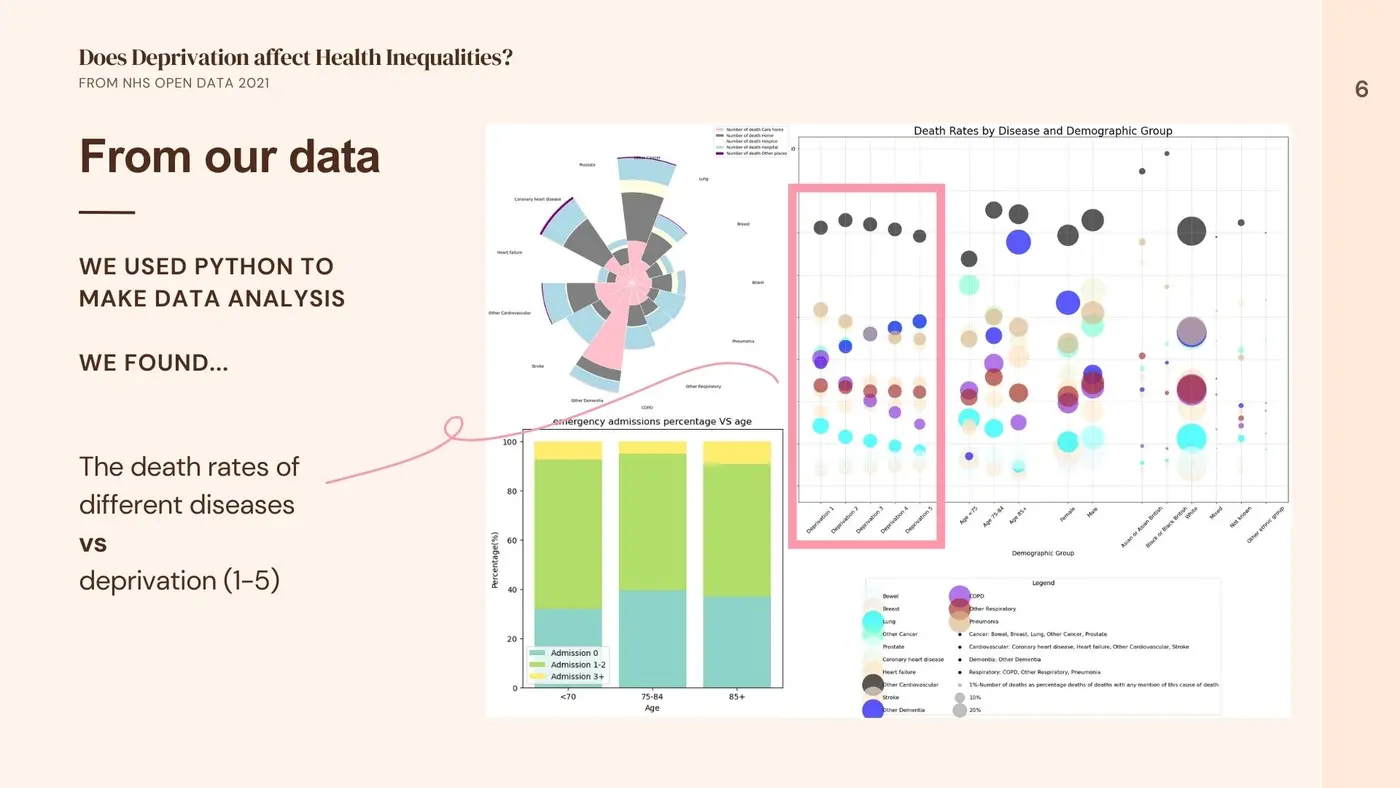 Does Deprivation affect Health Inequalities?
FROM NHS OPEN DATA 2021
6
From our data
WE USED PYTHON TO
MAKE DATA ANALYSIS
WE FOUND...
The death rates of
different diseases
vs
deprivation (1-5)
Number of death Care home
Number of death Home
Number of death Hospice
Number of death Hospital
Number of death Other places
Other Cancer
Prostate
Lung
Coronary heart disease
Breast
Heart failure
Bowel
Other Cardiovascular
Pneumonia
Stroke
Other Respiratory
Other Dementia
COPD
emergency admissions percentage VS age
Percentage(%)
100
80
60
40
20
0
Admission 0
Admission 1-2
Admission 3+
<70
75-84
85+
Age
Death Rates by Disease and Demographic Group
Deprivation 1
Deprivation 2
Deprivation 3
Deprivation 4
Deprivation 5
Age <75
Age 75-84
Age 85+
Female
Male
Asian or Asian British
Black or Black British
White
Mixed
Not known
Other ethnic group
Demographic Group
Legend
Bowel
Breast
Lung
Other Cancer
Prostate
Coronary heart disease
Heart failure
Other Cardiovascular
Stroke
Other Dementia
COPD
Other Respiratory
Pneumonia
Cancer: Bowel, Breast, Lung, Other Cancer, Prostate
Cardiovascular: Coronary heart disease, Heart failure, Other Cardiovascular, Stroke
Dementia: Other Dementia
Respiratory: COPD, Other Respiratory, Pneumonia
1%-Number of deaths as percentage deaths of deaths with any mention of this cause of death
10%
20%